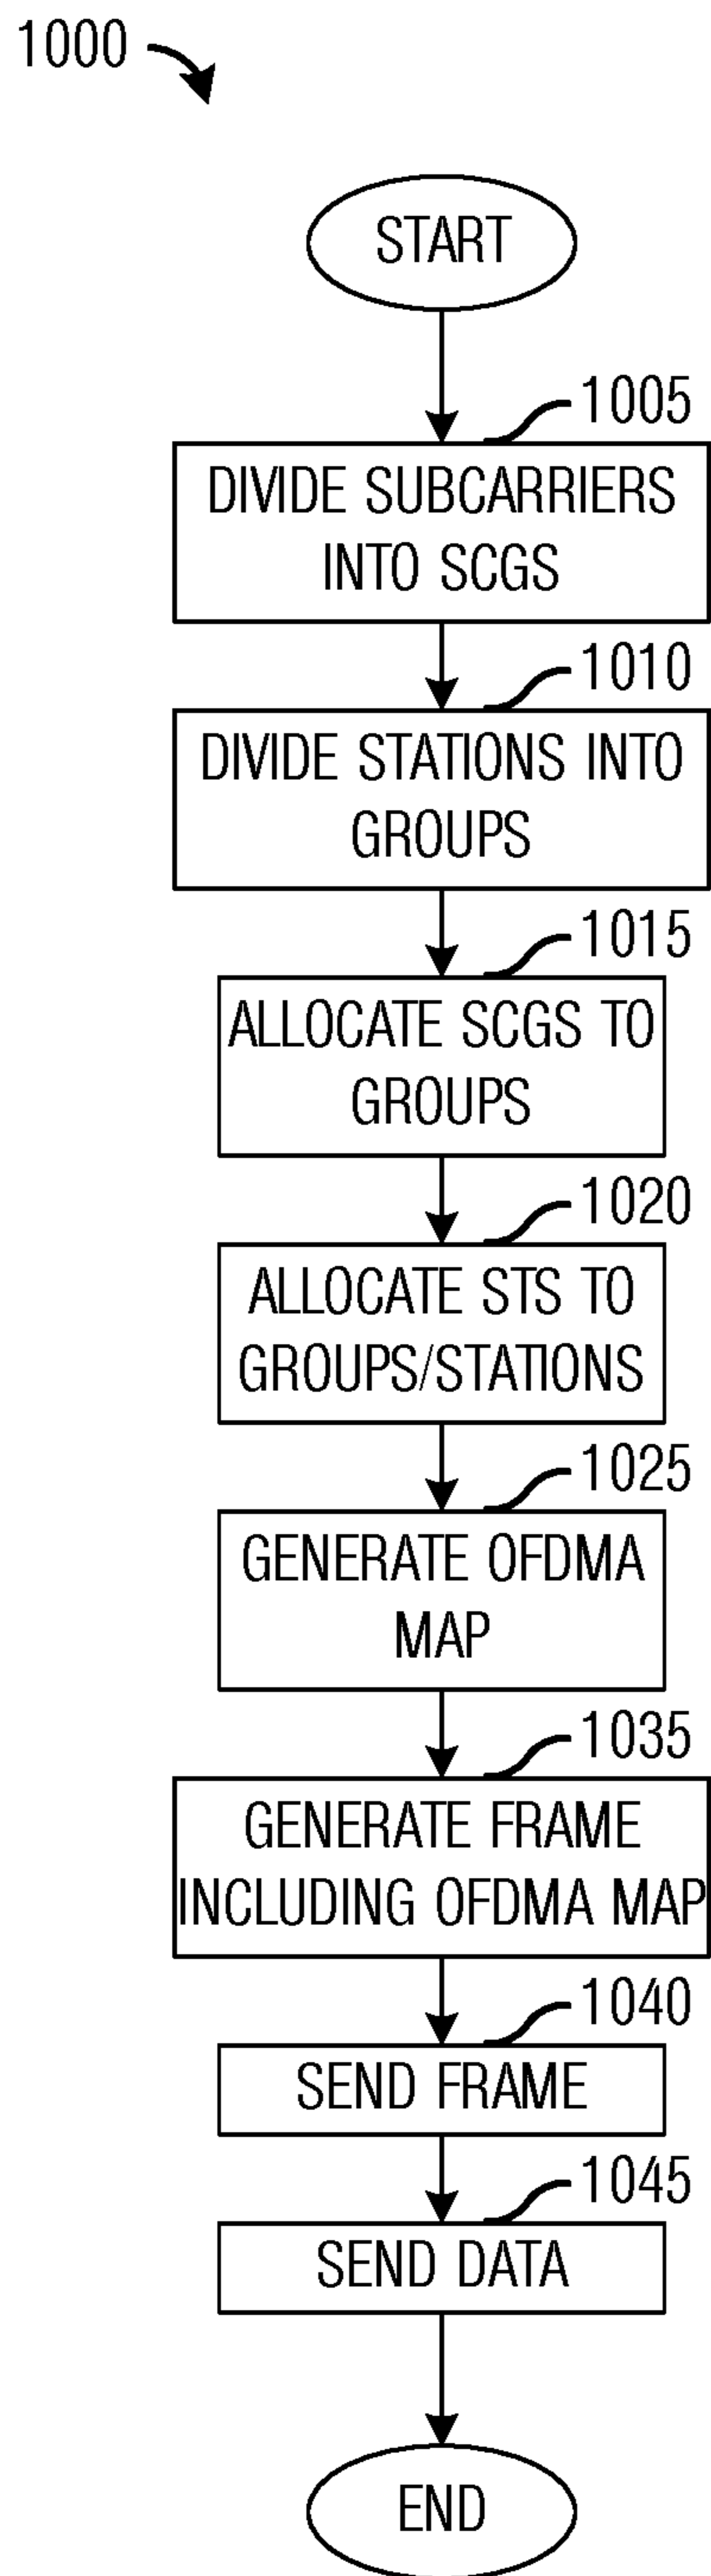 1000
START
1005
DIVIDE SUBCARRIERS
INTO SCGS
1010
DIVIDE STATIONS INTO
GROUPS
1015
ALLOCATE SCGS TO
GROUPS
1020
ALLOCATE STS TO
GROUPS/STATIONS
1025
GENERATE OFDMA
MAP
1035
GENERATE FRAME
INCLUDING OFDMA MAP
1040
SEND FRAME
1045
SEND DATA
END